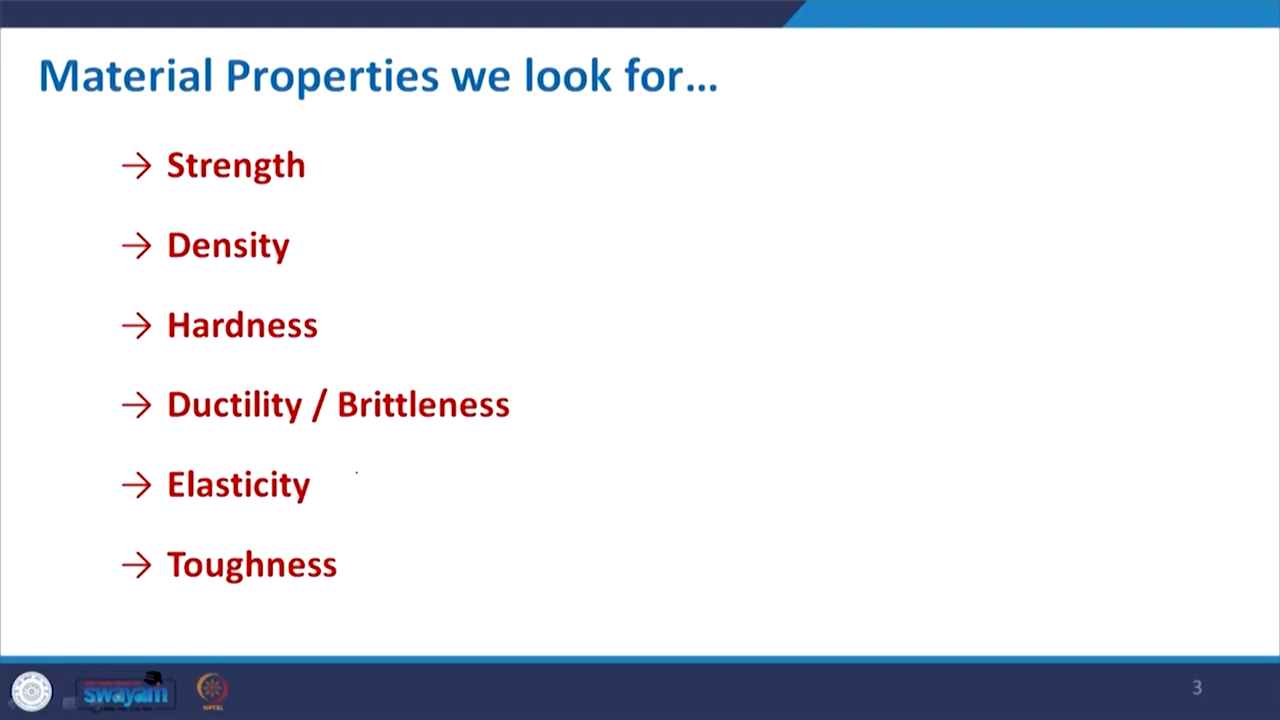 Material Properties we look for...
→ Strength
→ Density
→ Hardness
→ Ductility / Brittleness
→ Elasticity
→ Toughness
swayam
NPTEL
3